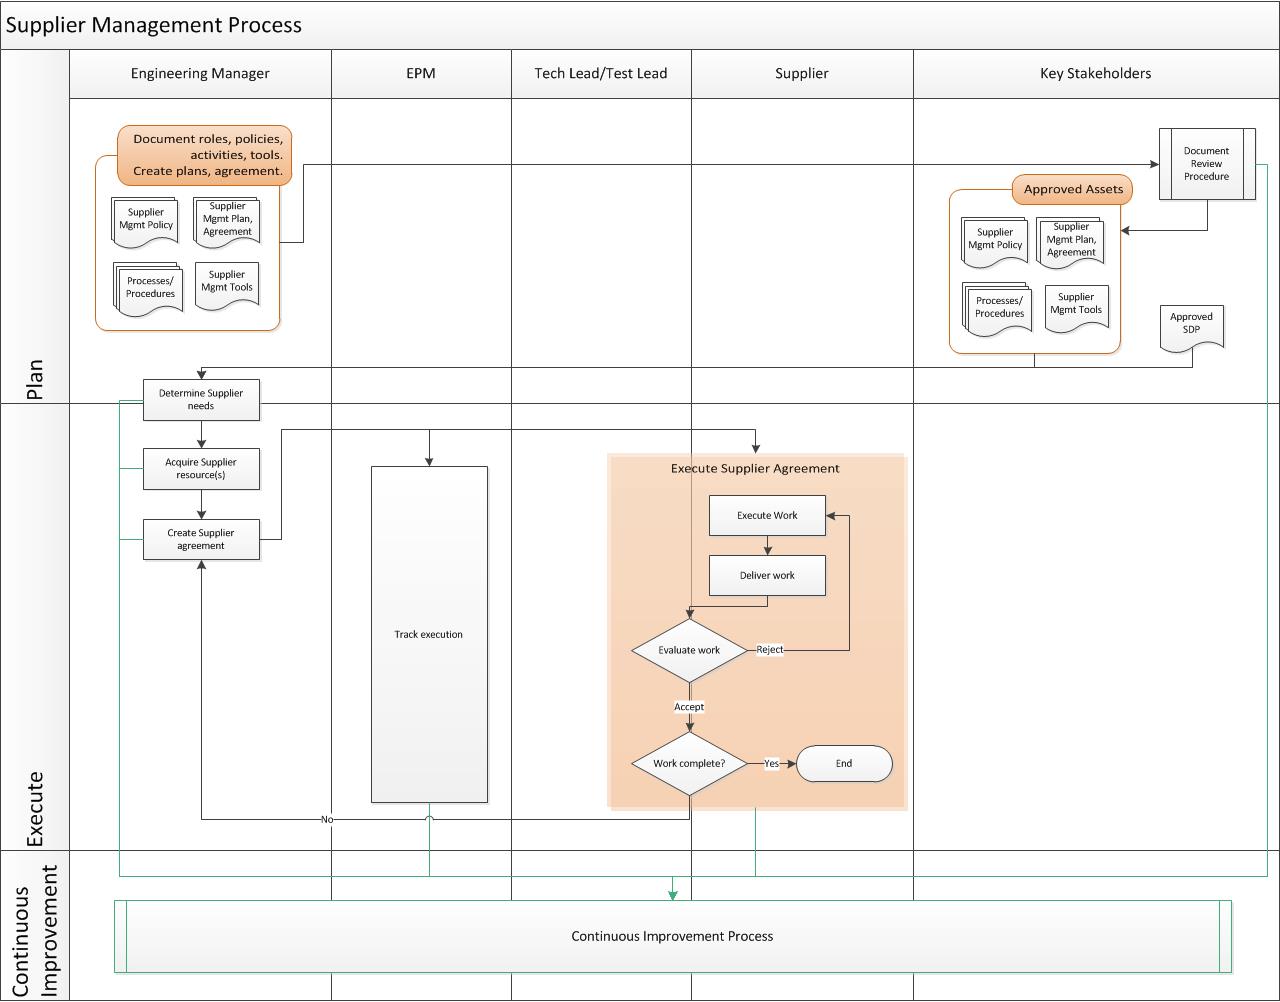 Supplier Management Process
Engineering Manager
EPM
Tech Lead/Test Lead
Supplier
Key Stakeholders
Plan
Document roles, policies,
activities, tools.
Create plans, agreement.
Supplier
Mgmt Policy
Supplier
Mgmt Plan,
Agreement
Processes/
Procedures
Supplier
Mgmt Tools
Document
Review
Procedure
Approved Assets
Supplier
Mgmt Policy
Supplier
Mgmt Plan,
Agreement
Processes/
Procedures
Supplier
Mgmt Tools
Approved
SDP
Determine Supplier
needs
Execute
Acquire Supplier
resource(s)
Create Supplier
agreement
Track execution
Execute Supplier Agreement
Execute Work
Deliver work
Evaluate work
Reject
Accept
Work complete?
Yes
End
No
Continuous
Improvement
Continuous Improvement Process